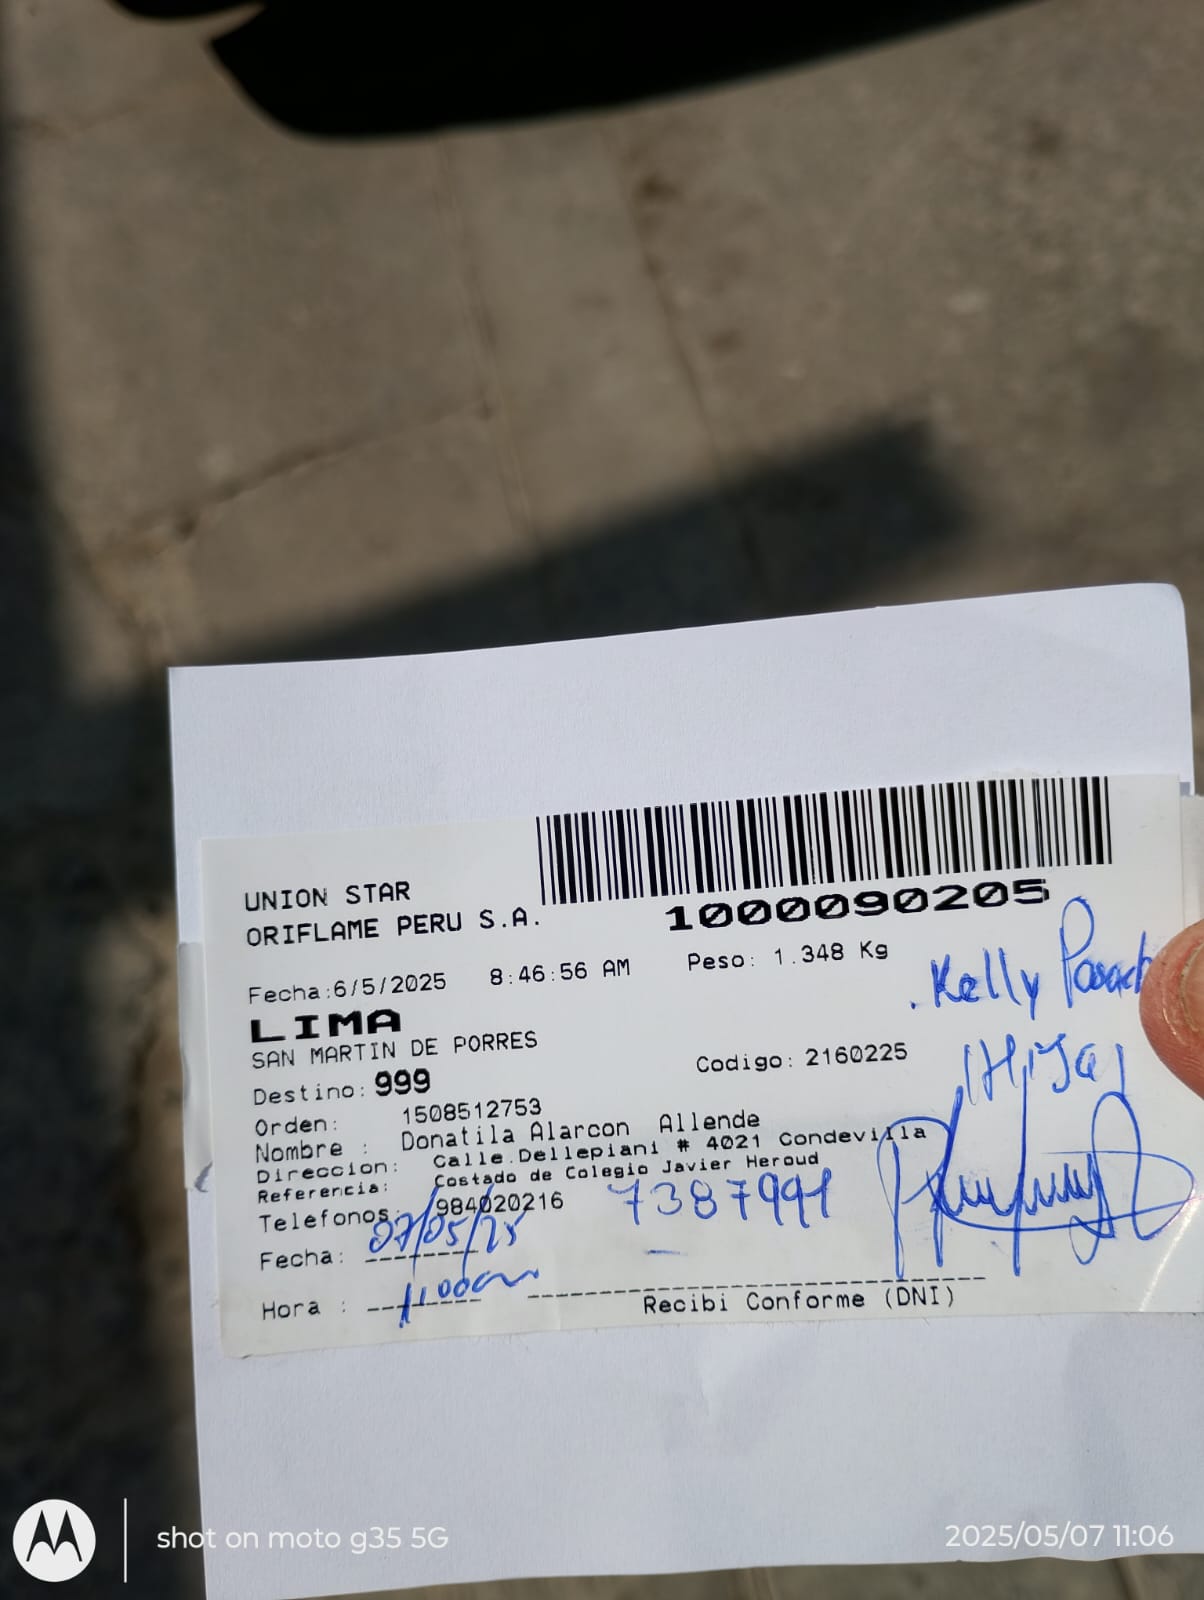 UNION STAR
ORIFLAME PERU S.A.
1000090205
Fecha:6/5/2025 8:46:56 AM Peso: 1.348 Kg
. Kelly
LIMA
SAN MARTIN DE PORRES
Destino: 999 Codigo: 2160225
(Hija)
Orden: 1508512753
Nombre : Donatila Alarcon Allende
Direccion: Calle.Dellepiani # 4021 Condevilla
Referencia: Costado de Colegio Javier Heroud
Telefonos: 984020216
Fecha: 07/05/25
Hora : 11:00am
Recibi Conforme (DNI)
shot on moto g35 5G
2025/05/07 11:06